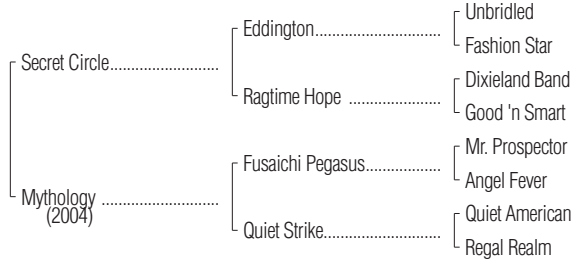 Unbridled
Eddington
Fashion Star
Secret Circle
Dixieland Band
Ragtime Hope
Good 'n Smart
Mr. Prospector
Fusaichi Pegasus
Angel Fever
Mythology
(2004)
Quiet American
Quiet Strike
Regal Realm